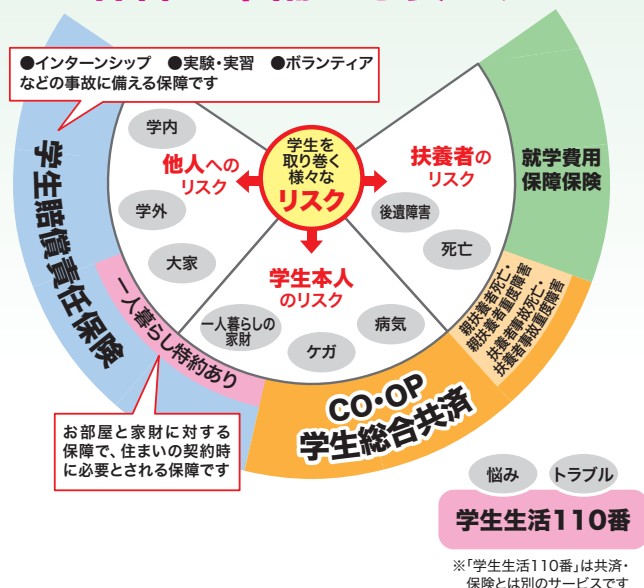 ●インターンシップ ●実験・実習 ●ボランティア
などの事故に備える保障です
学生を
取り巻く
様々な
リスク
他人への
リスク
学内
学外
大家
扶養者の
リスク
後遺障害
死亡
学生本人
のリスク
一人暮らしの
家財
ケガ
病気
学生賠償責任保険
一人暮らし特約あり
就学費用
保障保険
親扶養者死亡・
親扶養者重度障害
扶養者事故死亡・
扶養者事故重度障害
CO・OP
学生総合共済
お部屋と家財に対する
保障で、住まいの契約時
に必要とされる保障です
悩み トラブル
学生生活110番
※「学生生活110番」は共済・
保険とは別のサービスです